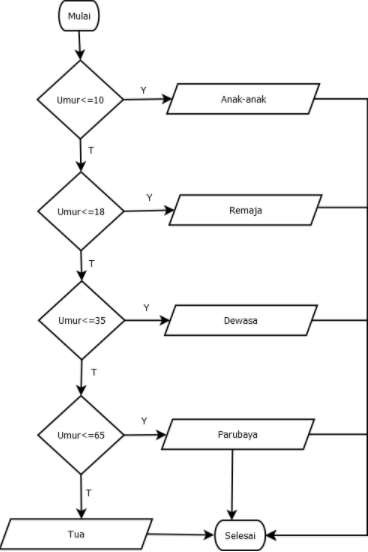 Mulai
Umur<=10
Y
Anak-anak
T
Umur<=18
Y
Remaja
T
Umur<=35
Y
Dewasa
T
Umur<=65
Y
Parubaya
T
Tua
Selesai